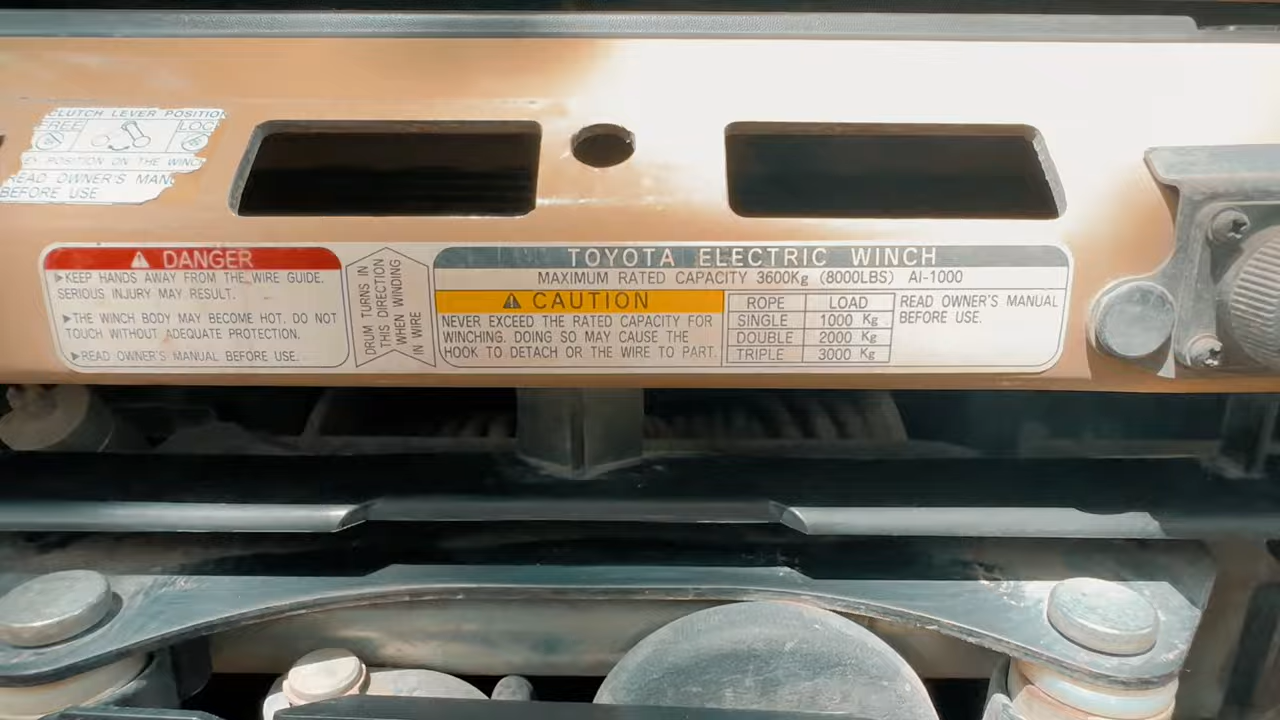 CLUTCH LEVER POSITION
FREE LOC
EY POSITION ON THE WINCH
READ OWNER'S MAN
BEFORE USE
DANGER
▶KEEP HANDS AWAY FROM THE WIRE GUIDE.
SERIOUS INJURY MAY RESULT.
▶THE WINCH BODY MAY BECOME HOT. DO NOT
TOUCH WITHOUT ADEQUATE PROTECTION.
▶READ OWNER'S MANUAL BEFORE USE.
DRUM TURNS IN
THIS DIRECTION
WHEN WINDING
IN WIRE
TOYOTA ELECTRIC WINCH
MAXIMUM RATED CAPACITY 3600Kg (8000LBS) AI-1000
CAUTION
NEVER EXCEED THE RATED CAPACITY FOR
WINCHING. DOING SO MAY CAUSE THE
HOOK TO DETACH OR THE WIRE TO PART.
ROPE LOAD
SINGLE 1000 Kg
DOUBLE 2000 Kg
TRIPLE 3000 Kg
READ OWNER'S MANUAL
BEFORE USE.